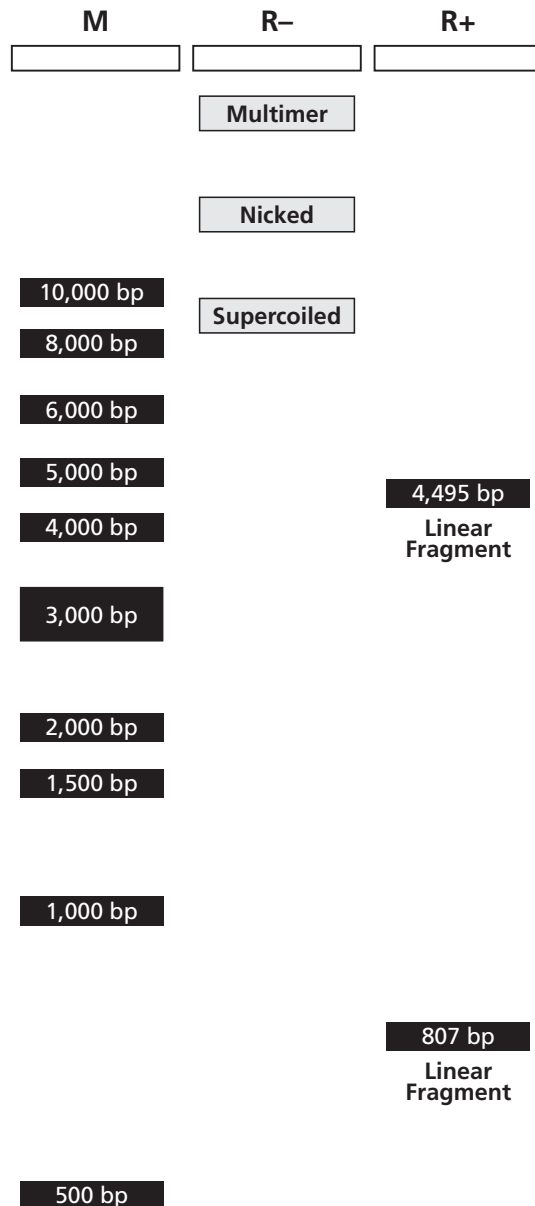 M R– R+
Multimer
Nicked
10,000 bp
Supercoiled
8,000 bp
6,000 bp
5,000 bp
4,495 bp
4,000 bp
Linear
Fragment
3,000 bp
2,000 bp
1,500 bp
1,000 bp
807 bp
Linear
Fragment
500 bp